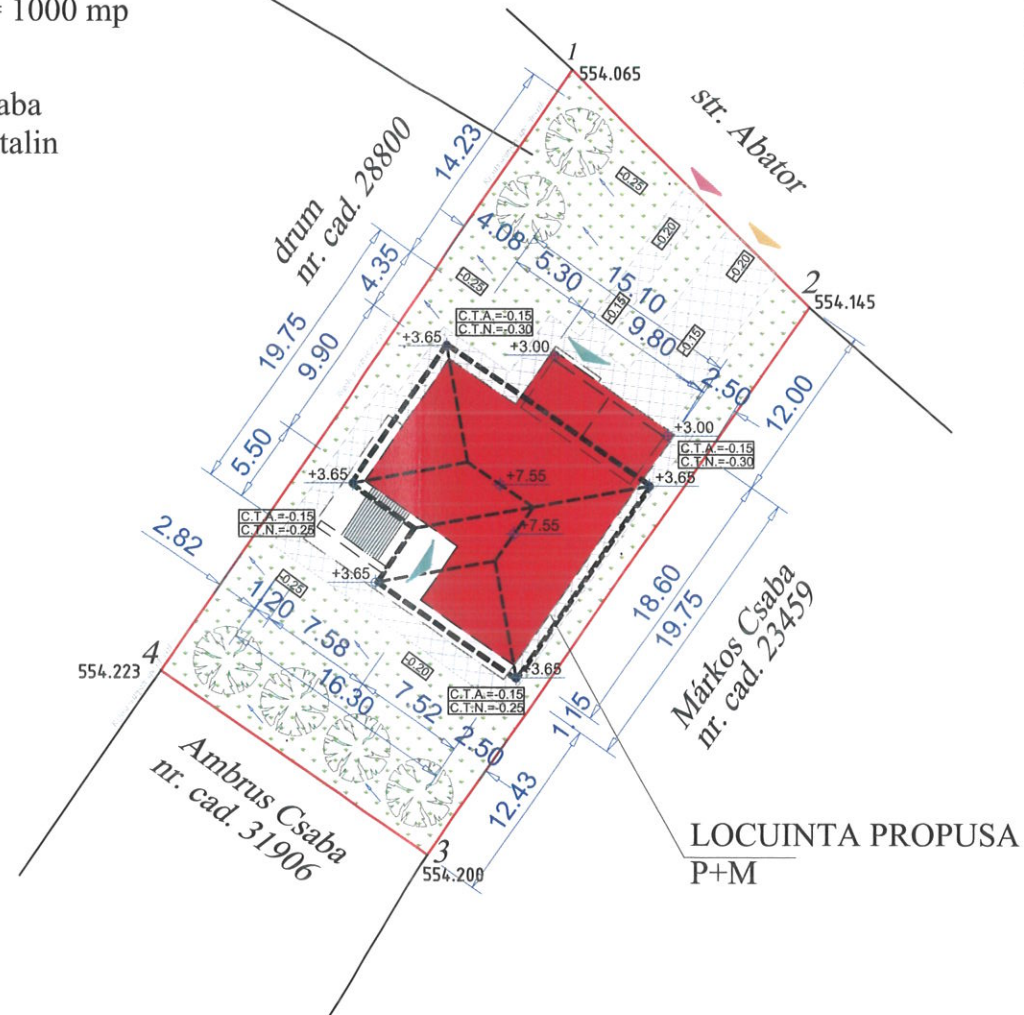 = 1000 mp
aba
talin
1
554.065
str. Abator
drum
nr. cad. 28800
14.23
-0.25
-0.20
-0.20
4.08
5.30
15.10
4.35
-0.25
2
554.145
19.75
9.90
C.T.A.=-0.15
C.T.N.=-0.30
-0.15
9.80
-0.15
+3.65
+3.00
2.50
12.00
5.50
+3.00
C.T.A.=-0.15
C.T.N.=-0.30
+3.65
+3.65
+7.55
+7.55
C.T.A.=-0.15
C.T.N.=-0.25
2.82
+3.65
-0.25
1.20
7.58
18.60
19.75
Márkos Csaba
nr. cad. 23459
4
554.223
-0.20
+3.65
C.T.A.=-0.15
C.T.N.=-0.25
16.30
7.52
2.50
1.15
12.43
Ambrus Csaba
nr. cad. 31906
3
554.200
LOCUINTA PROPUSA
P+M